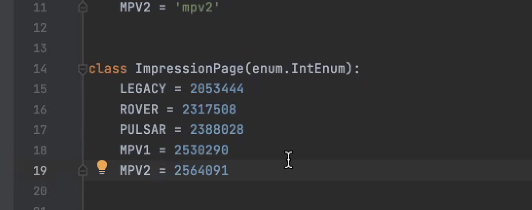 11 MPV2 = 'mpv2'
12
13
14 class ImpressionPage(enum.IntEnum):
15 LEGACY = 2053444
16 ROVER = 2317508
17 PULSAR = 2388028
18 MPV1 = 2530290
19 MPV2 = 2564091
20